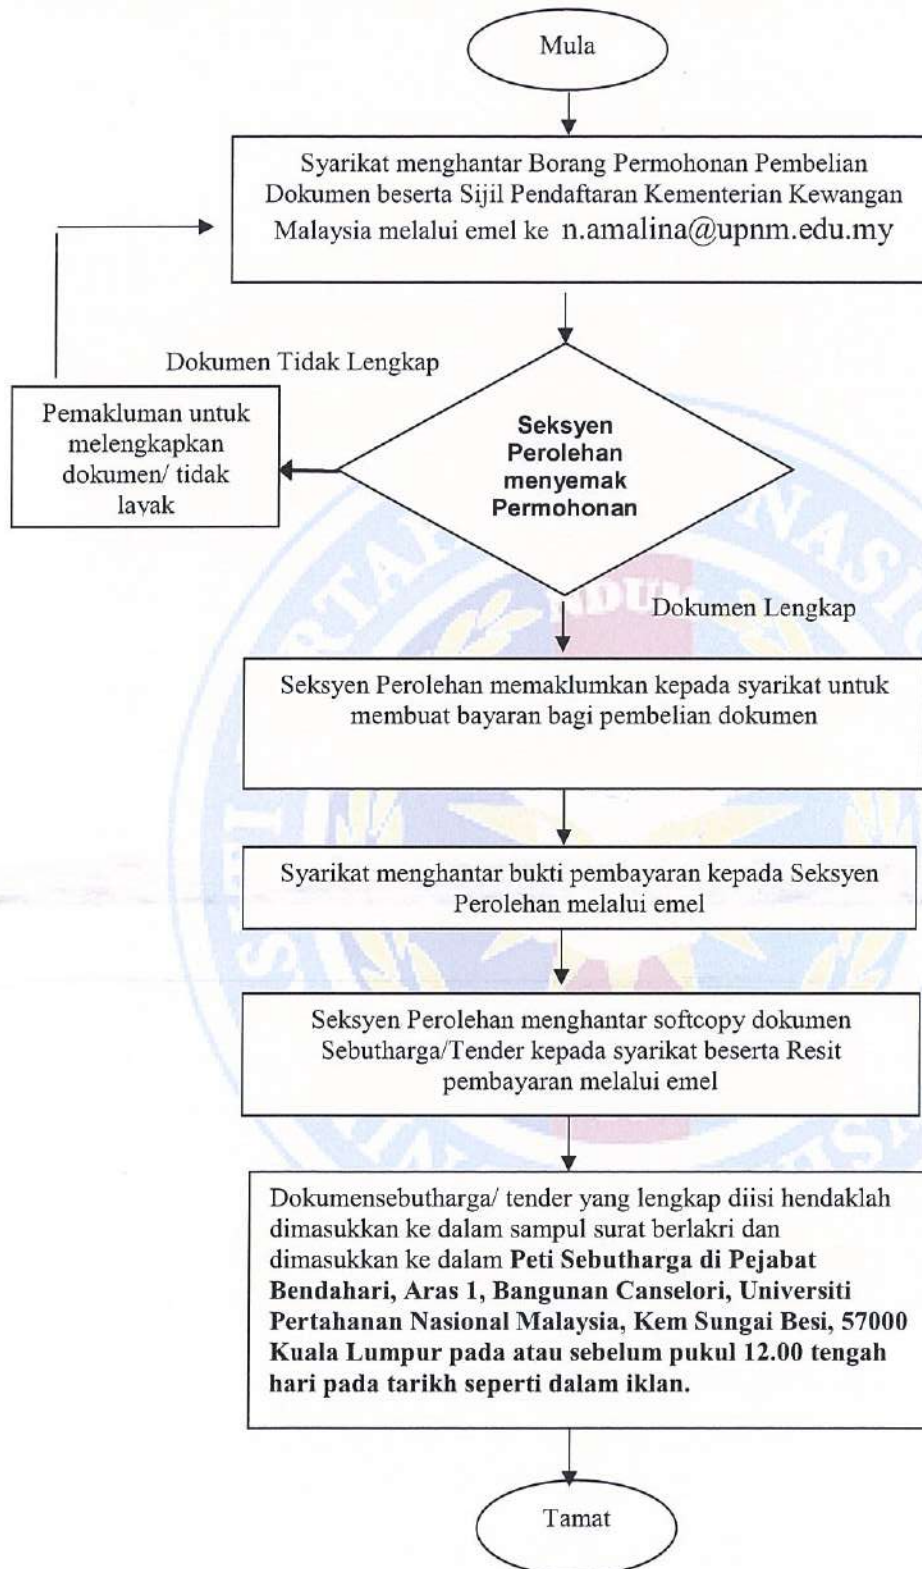 Mula
Syarikat menghantar Borang Permohonan Pembelian
Dokumen beserta Sijil Pendaftaran Kementerian Kewangan
Malaysia melalui emel ke n.amalina@upnm.edu.my
Dokumen Tidak Lengkap
Pemakluman untuk
melengkapkan
dokumen/ tidak
layak
Seksyen
Perolehan
menyemak
Permohonan
Dokumen Lengkap
Seksyen Perolehan memaklumkan kepada syarikat untuk
membuat bayaran bagi pembelian dokumen
Syarikat menghantar bukti pembayaran kepada Seksyen
Perolehan melalui emel
Seksyen Perolehan menghantar softcopy dokumen
Sebutharga/Tender kepada syarikat beserta Resit
pembayaran melalui emel
Dokumensebutharga/ tender yang lengkap diisi hendaklah
dimasukkan ke dalam sampul surat berlakri dan
dimasukkan ke dalam Peti Sebutharga di Pejabat
Bendahari, Aras 1, Bangunan Canselori, Universiti
Pertahanan Nasional Malaysia, Kem Sungai Besi, 57000
Kuala Lumpur pada atau sebelum pukul 12.00 tengah
hari pada tarikh seperti dalam iklan.
Tamat